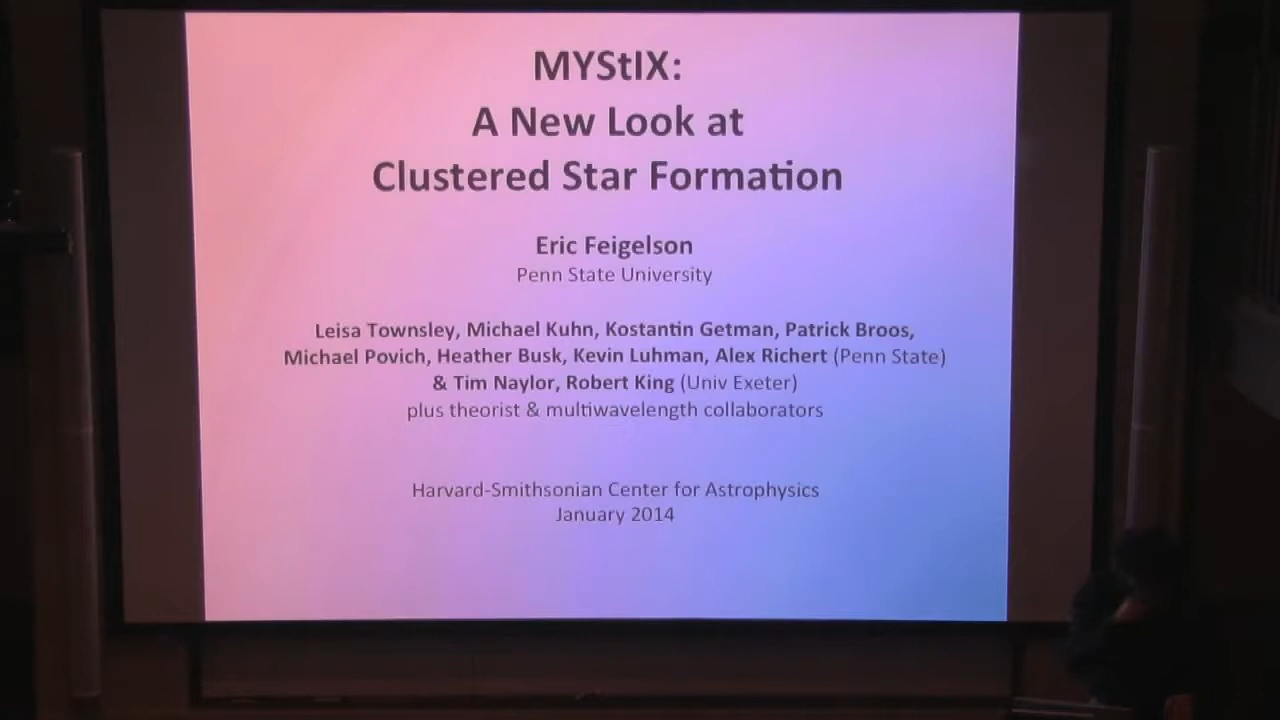 MYStIX:
A New Look at
Clustered Star Formation
Eric Feigelson
Penn State University
Leisa Townsley, Michael Kuhn, Kostantin Getman, Patrick Broos,
Michael Povich, Heather Busk, Kevin Luhman, Alex Richert (Penn State)
& Tim Naylor, Robert King (Univ Exeter)
plus theorist & multiwavelength collaborators
Harvard-Smithsonian Center for Astrophysics
January 2014